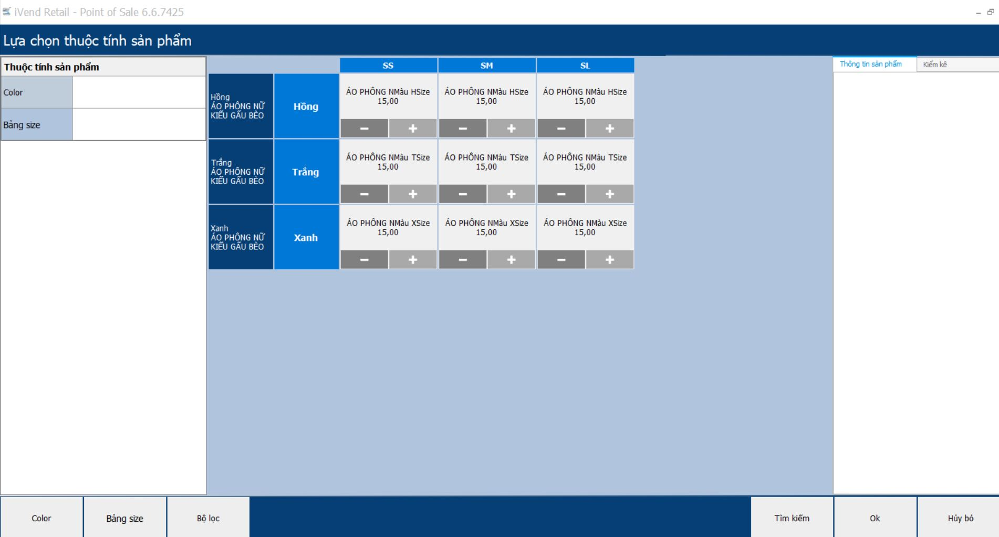 iVend Retail - Point of Sale 6.6.7425
Lựa chọn thuộc tính sản phẩm
Thuộc tính sản phẩm
Color
Bảng size
SS SM SL
Hồng
ÁO PHÔNG NỮ
KIỂU GẤU BÈO
Hồng
ÁO PHÔNG NMàu HSize
15,00
ÁO PHÔNG NMàu HSize
15,00
ÁO PHÔNG NMàu HSize
15,00
Trắng
ÁO PHÔNG NỮ
KIỂU GẤU BÈO
Trắng
ÁO PHÔNG NMàu TSize
15,00
ÁO PHÔNG NMàu TSize
15,00
ÁO PHÔNG NMàu TSize
15,00
Xanh
ÁO PHÔNG NỮ
KIỂU GẤU BÈO
Xanh
ÁO PHÔNG NMàu XSize
15,00
ÁO PHÔNG NMàu XSize
15,00
ÁO PHÔNG NMàu XSize
15,00
Thông tin sản phẩm Kiểm kê
Color Bảng size Bộ lọc Tìm kiếm Ok Hủy bỏ